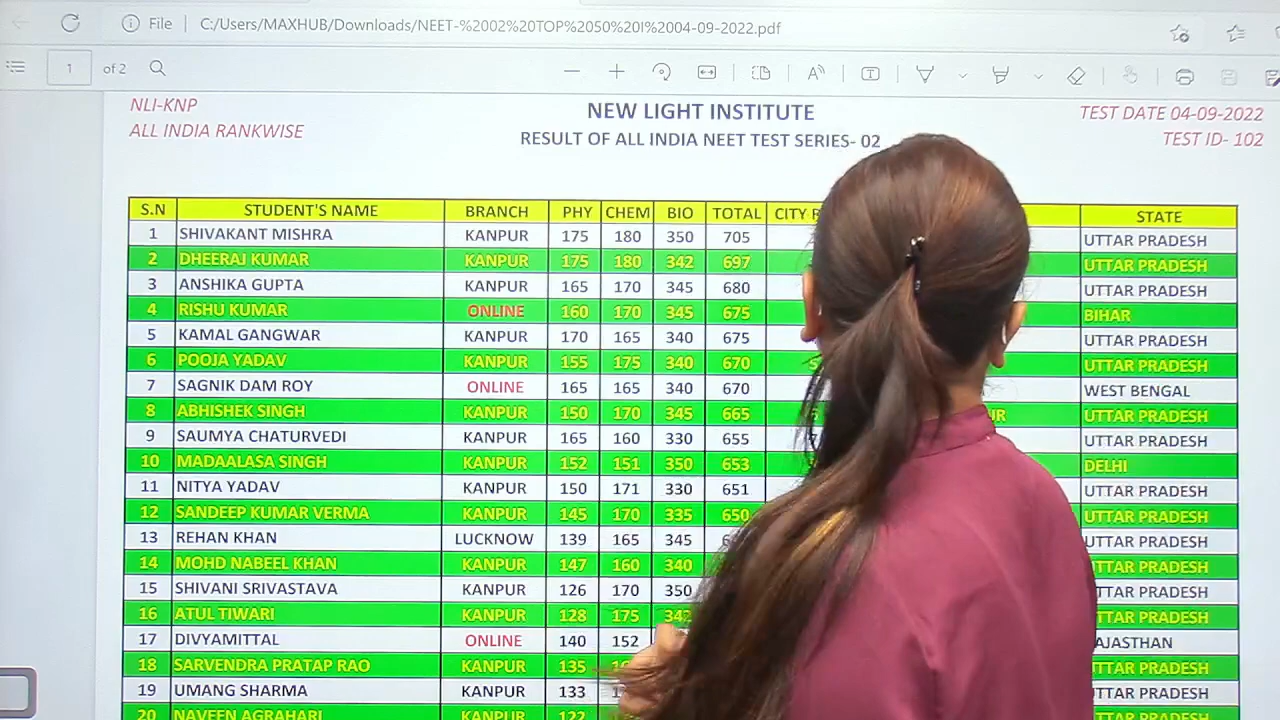 File | C:/Users/MAXHUB/Downloads/NEET-%2002%20TOP%2050%20I%2004-09-2022.pdf
1 of 2
NLI-KNP NEW LIGHT INSTITUTE TEST DATE 04-09-2022
ALL INDIA RANKWISE RESULT OF ALL INDIA NEET TEST SERIES- 02 TEST ID- 102
S.N STUDENT'S NAME BRANCH PHY CHEM BIO TOTAL CITY STATE
1 SHIVAKANT MISHRA KANPUR 175 180 350 705 UTTAR PRADESH
2 DHEERAJ KUMAR KANPUR 175 180 342 697 UTTAR PRADESH
3 ANSHIKA GUPTA KANPUR 165 170 345 680 UTTAR PRADESH
4 RISHU KUMAR ONLINE 160 170 345 675 BIHAR
5 KAMAL GANGWAR KANPUR 170 165 340 675 UTTAR PRADESH
6 POOJA YADAV KANPUR 155 175 340 670 UTTAR PRADESH
7 SAGNIK DAM ROY ONLINE 165 165 340 670 WEST BENGAL
8 ABHISHEK SINGH KANPUR 150 170 345 665 UTTAR PRADESH
9 SAUMYA CHATURVEDI KANPUR 165 160 330 655 UTTAR PRADESH
10 MADAALASA SINGH KANPUR 152 151 350 653 DELHI
11 NITYA YADAV KANPUR 150 171 330 651 UTTAR PRADESH
12 SANDEEP KUMAR VERMA KANPUR 145 170 335 650 UTTAR PRADESH
13 REHAN KHAN LUCKNOW 139 165 345 UTTAR PRADESH
14 MOHD NABEEL KHAN KANPUR 147 160 340 UTTAR PRADESH
15 SHIVANI SRIVASTAVA KANPUR 126 170 350 UTTAR PRADESH
16 ATUL TIWARI KANPUR 128 175 342 UTTAR PRADESH
17 DIVYAMITTAL ONLINE 140 152 RAJASTHAN
18 SARVENDRA PRATAP RAO KANPUR 135 UTTAR PRADESH
19 UMANG SHARMA KANPUR 133 UTTAR PRADESH
20 NAVEEN AGRAHARI KANPUR 122 UTTAR PRADESH